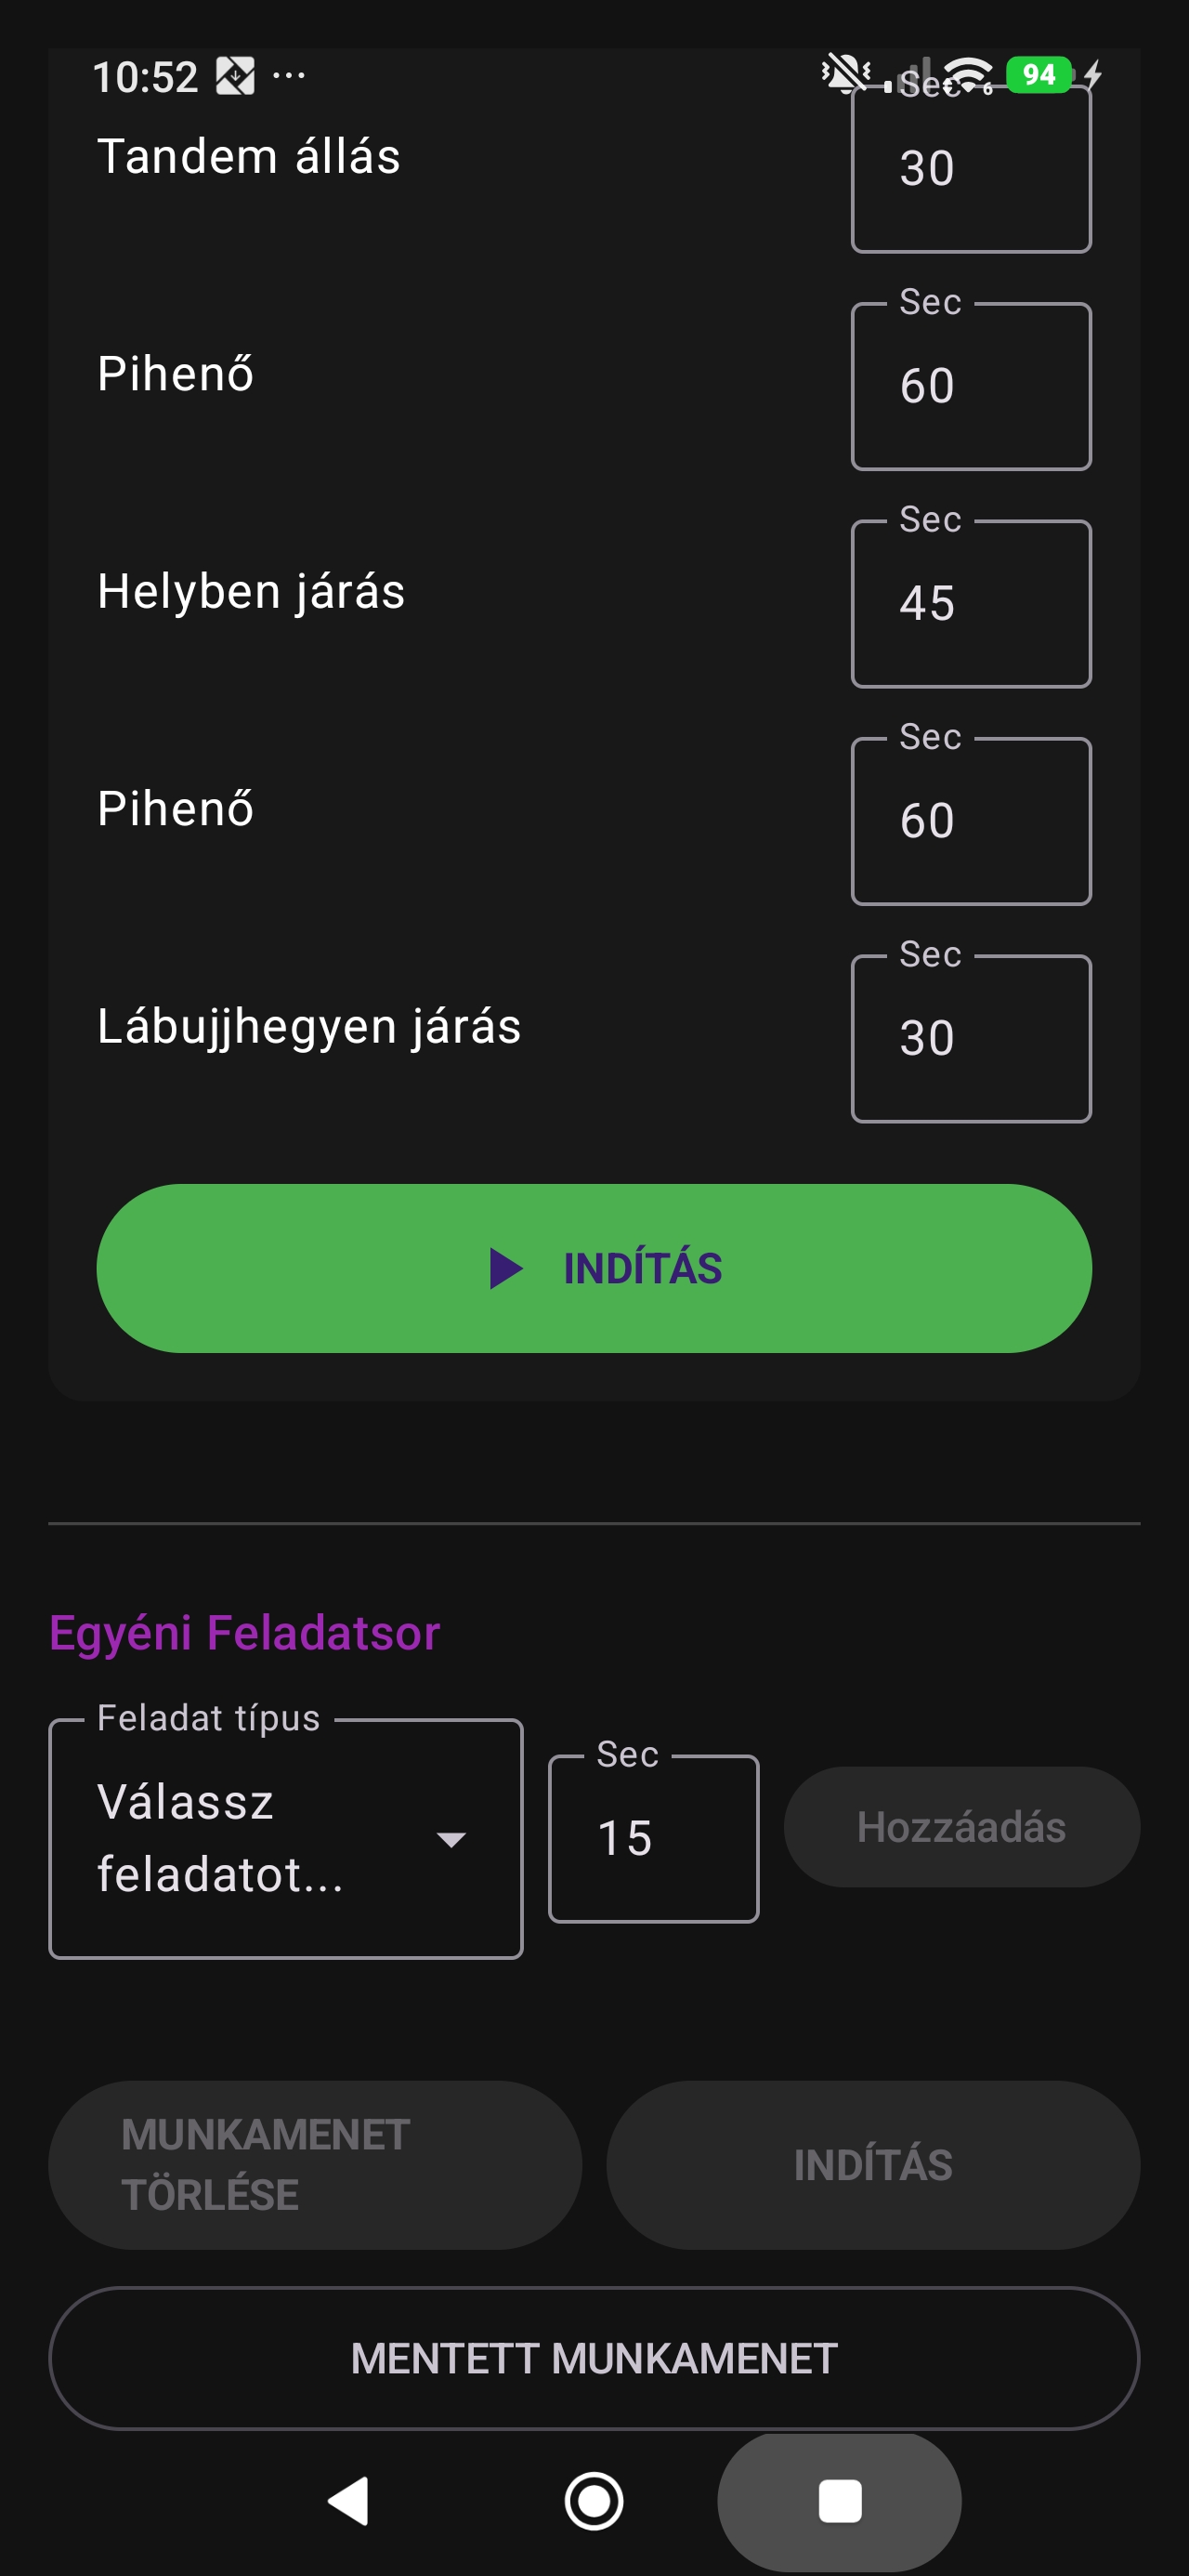 10:52
94
6
Sec
Tandem állás
30
Sec
Pihenő
60
Sec
Helyben járás
45
Sec
Pihenő
60
Sec
Lábujjhegyen járás
30
INDÍTÁS
Egyéni Feladatsor
Feladat típus
Válassz
feladatot...
Sec
15
Hozzáadás
MUNKAMENET
TÖRLÉSE
INDÍTÁS
MENTETT MUNKAMENET